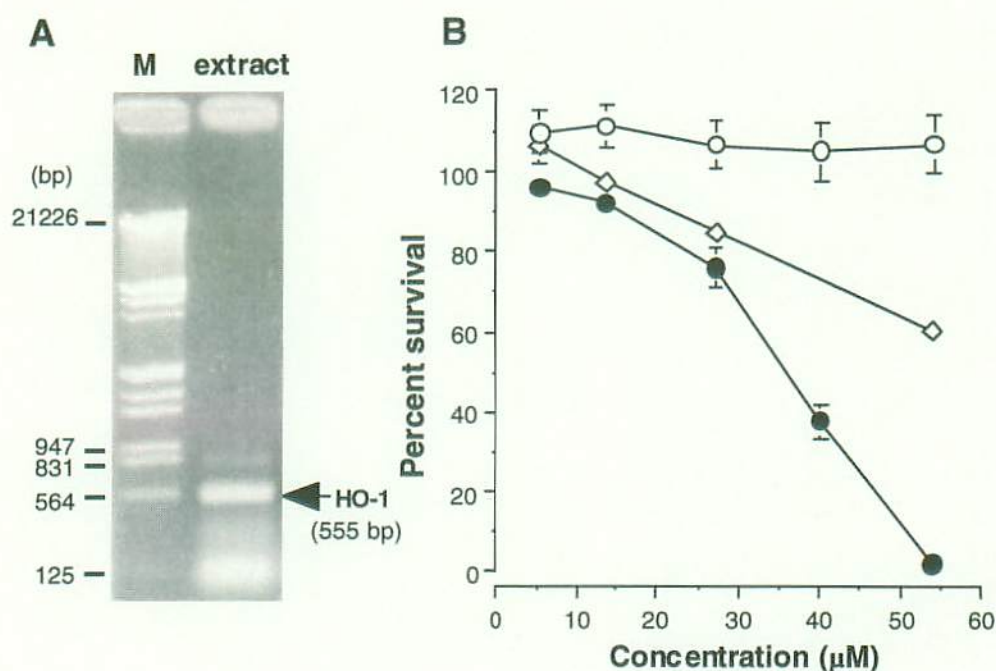 A
M extract
(bp)
21226
947
831
564
125
HO-1
(555 bp)
B
Percent survival
120
100
80
60
40
20
0
0 10 20 30 40 50 60
Concentration (µM)